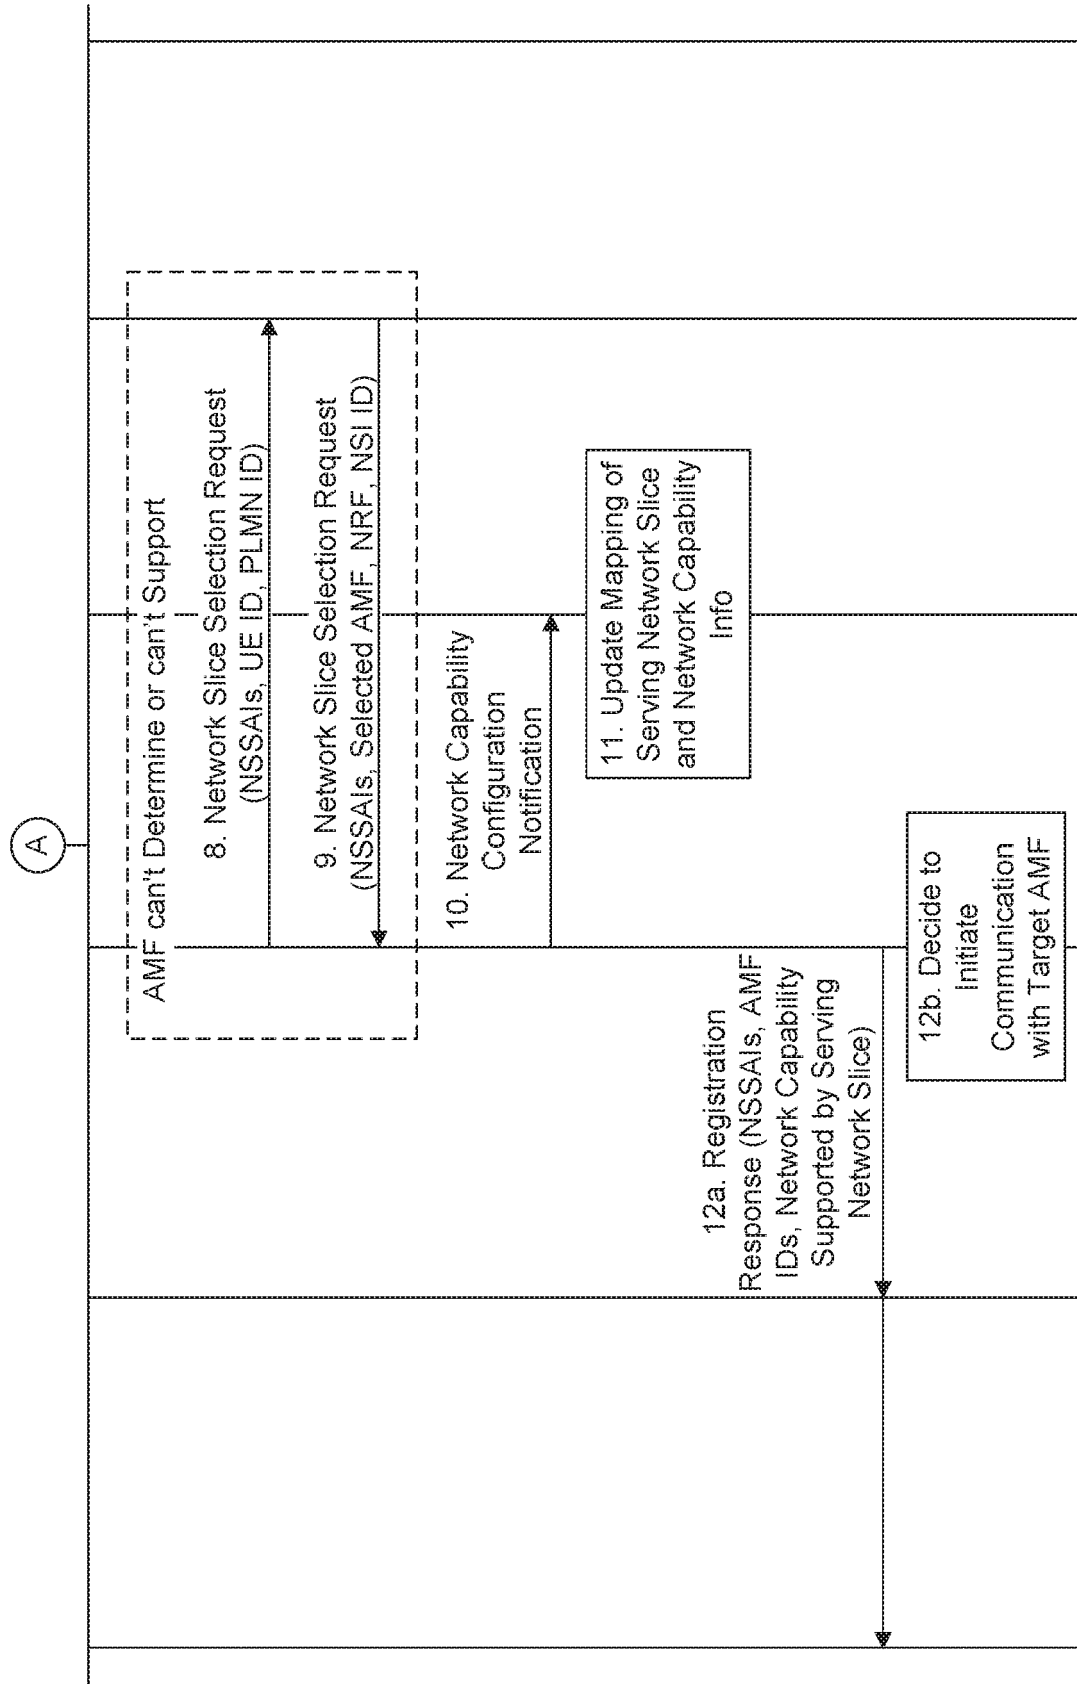 A
AMF can't Determine or can't Support
8. Network Slice Selection Request
(NSSAIs, UE ID, PLMN ID)
9. Network Slice Selection Request
(NSSAIs, Selected AMF, NRF, NSI ID)
10. Network Capability
Configuration
Notification
11. Update Mapping of
Serving Network Slice
and Network Capability
Info
12a. Registration
Response (NSSAIs, AMF
IDs, Network Capability
Supported by Serving
Network Slice)
12b. Decide to
Initiate
Communication
with Target AMF